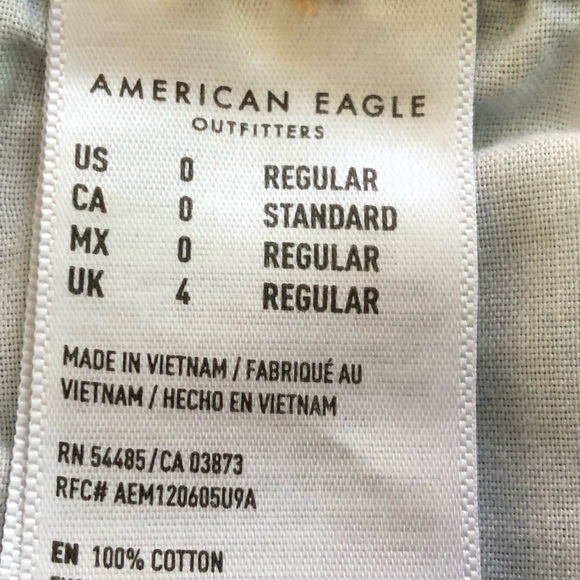 AMERICAN EAGLE
OUTFITTERS
US 0 REGULAR
CA 0 STANDARD
MX 0 REGULAR
UK 4 REGULAR
MADE IN VIETNAM / FABRIQUÉ AU
VIETNAM / HECHO EN VIETNAM
RN 54485/CA 03873
RFC# AEM120605U9A
EN 100% COTTON